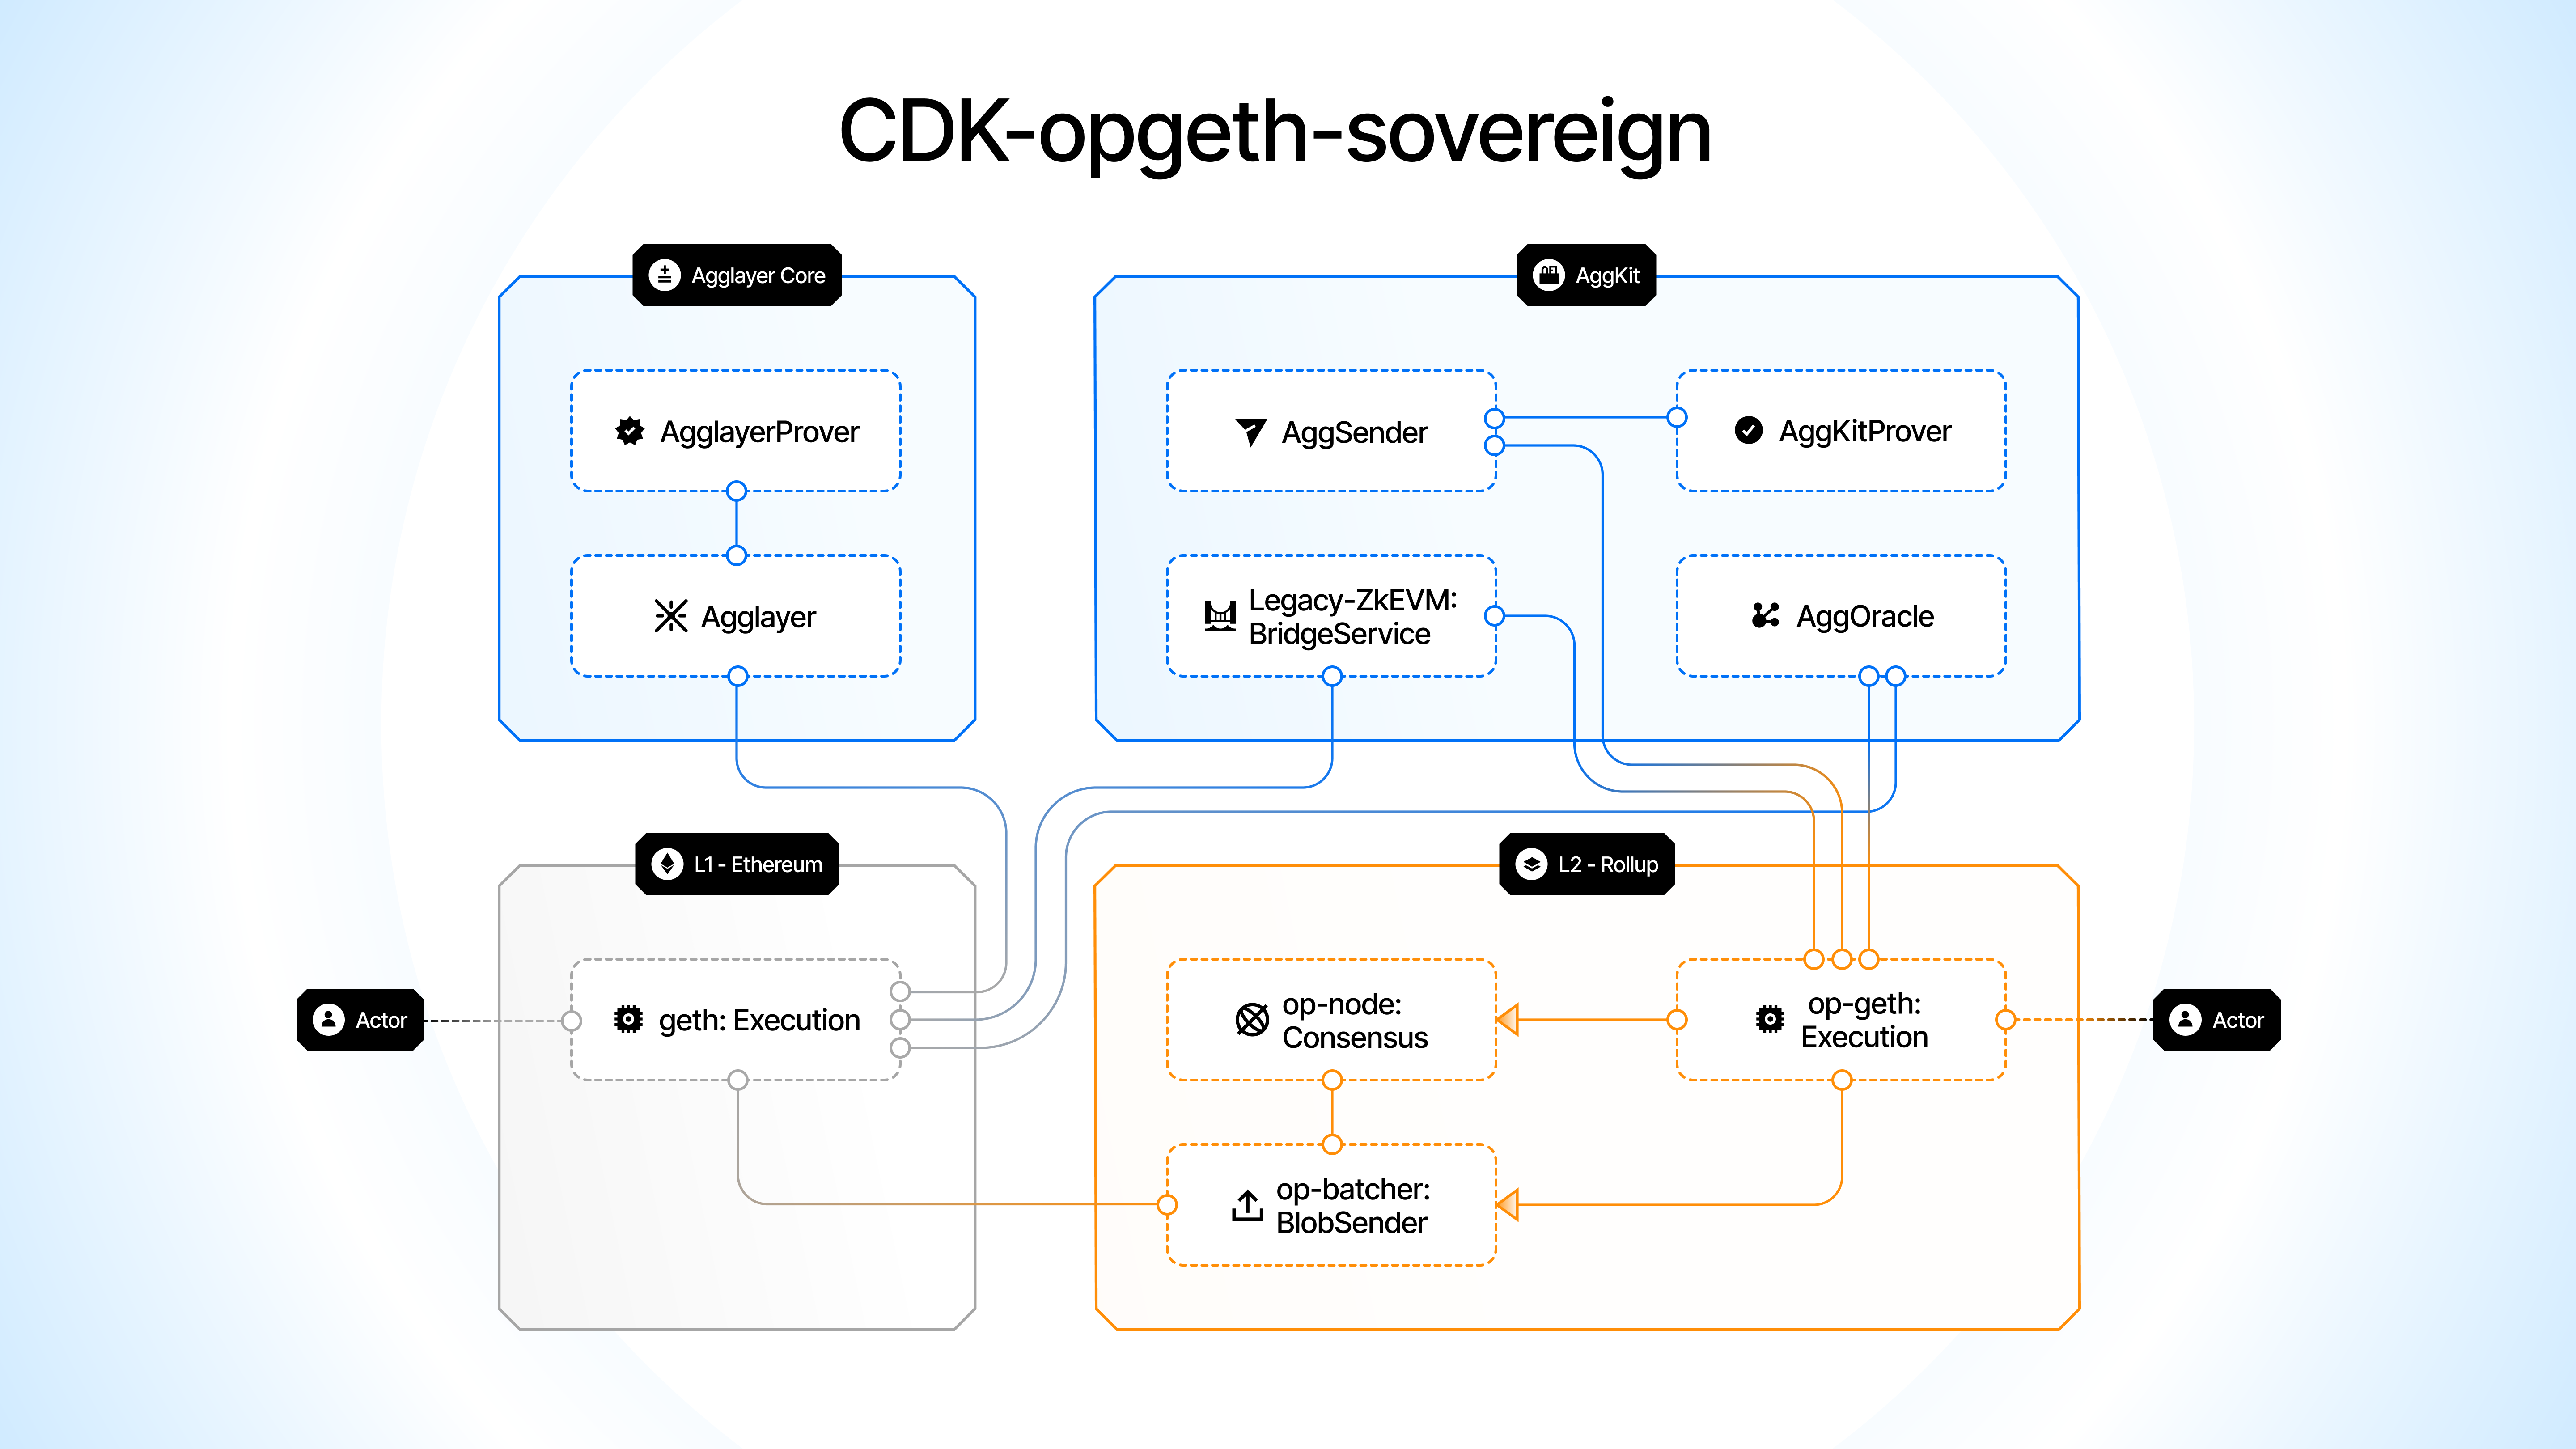 CDK-opgeth-sovereign
Agglayer Core
AgglayerProver
Agglayer
AggKit
AggSender
AggKitProver
Legacy-ZkEVM:
BridgeService
AggOracle
L1 - Ethereum
geth: Execution
Actor
L2 - Rollup
op-node:
Consensus
op-geth:
Execution
op-batcher:
BlobSender
Actor